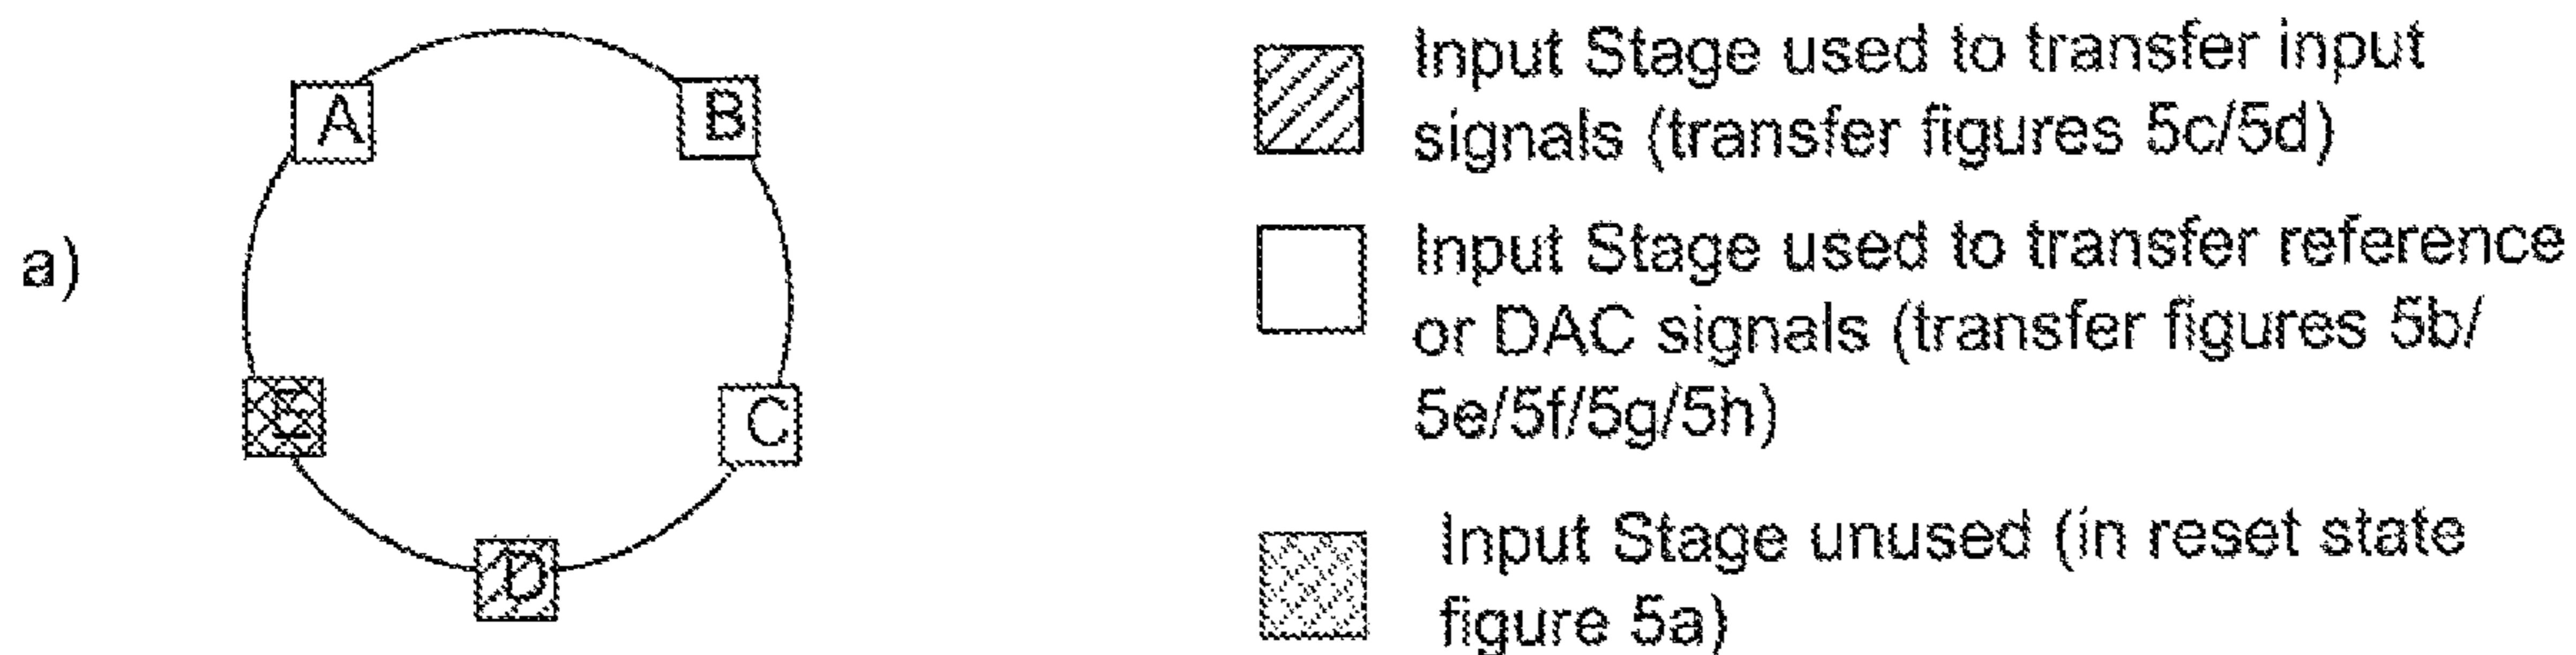 a)
A
B
C
D
E
Input Stage used to transfer input
signals (transfer figures 5c/5d)
Input Stage used to transfer reference
or DAC signals (transfer figures 5b/
5e/5f/5g/5h)
Input Stage unused (in reset state
figure 5a)